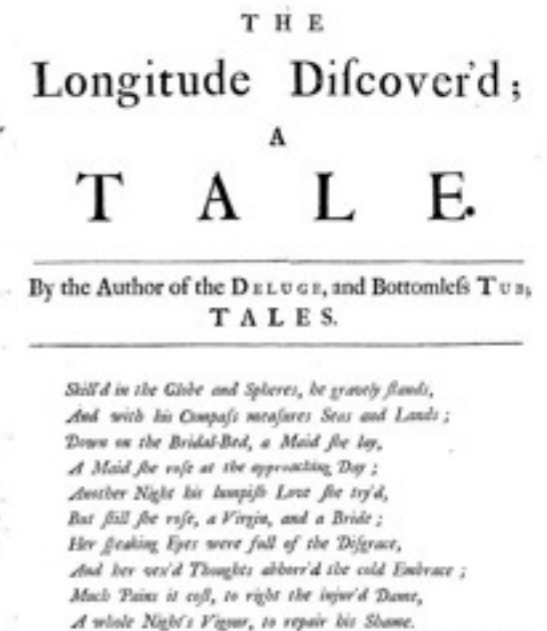 THE
Longitude Diſcover'd;
A
TALE.
By the Author of the DELUGE, and Bottomleſs TUB,
TALES.
Skill'd in the Globe and Spheres, he gravely ſtands,
And with his Compaſs meaſures Seas and Lands;
Down on the Bridal-Bed, a Maid ſhe lay,
A Maid ſhe roſe at the approaching Day;
Another Night his lumpiſh Love ſhe try'd,
But ſtill ſhe roſe, a Virgin, and a Bride;
Her ſpeaking Eyes were full of the Diſgrace,
And her vex'd Thoughts abhorr'd the cold Embrace;
Much Pains it coſt, to right the injur'd Dame,
A whole Night's Vigour, to repair his Shame.